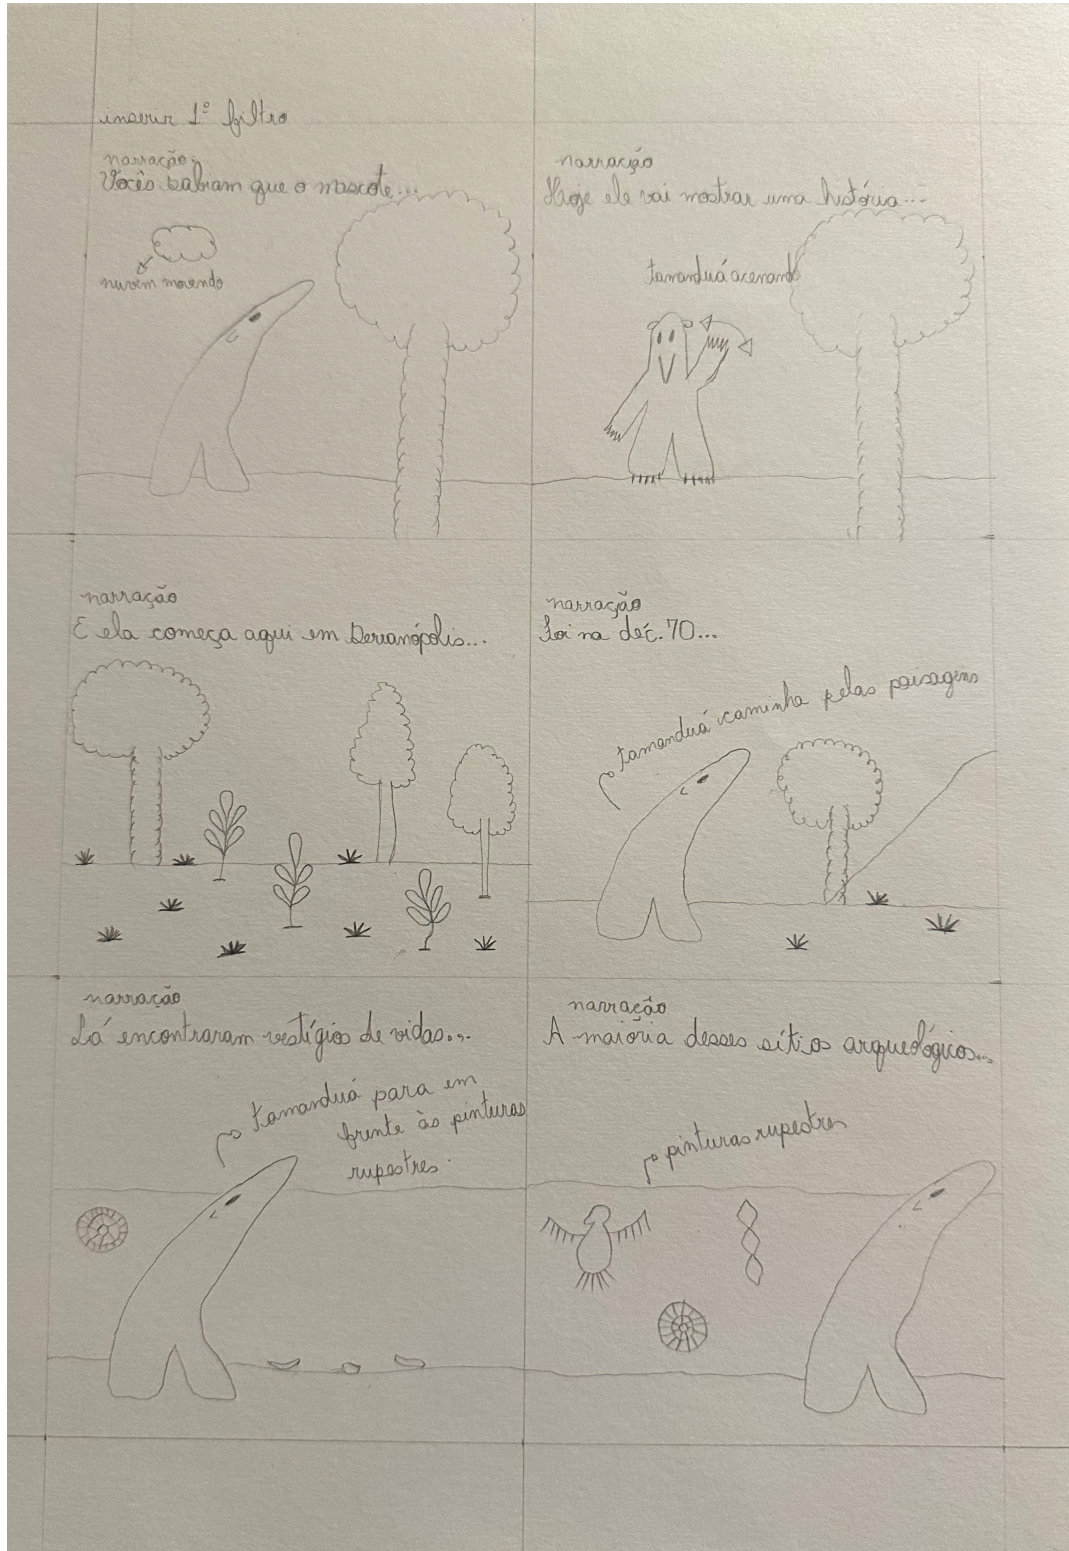 inserir 1º filtro
narração:
Vocês sabiam que o mascote...
nuvem movendo
narração
Hoje ele vai mostrar uma história...
tamanduá acenando
narração
E ela começa aqui em Serranópolis...
narração
Foi na déc. 70...
tamanduá caminha pelas paisagens
narração
Lá encontraram vestígios de vidas...
tamanduá para em
frente às pinturas
rupestres.
narração
A maioria desses sítios arqueológicos...
pinturas rupestres